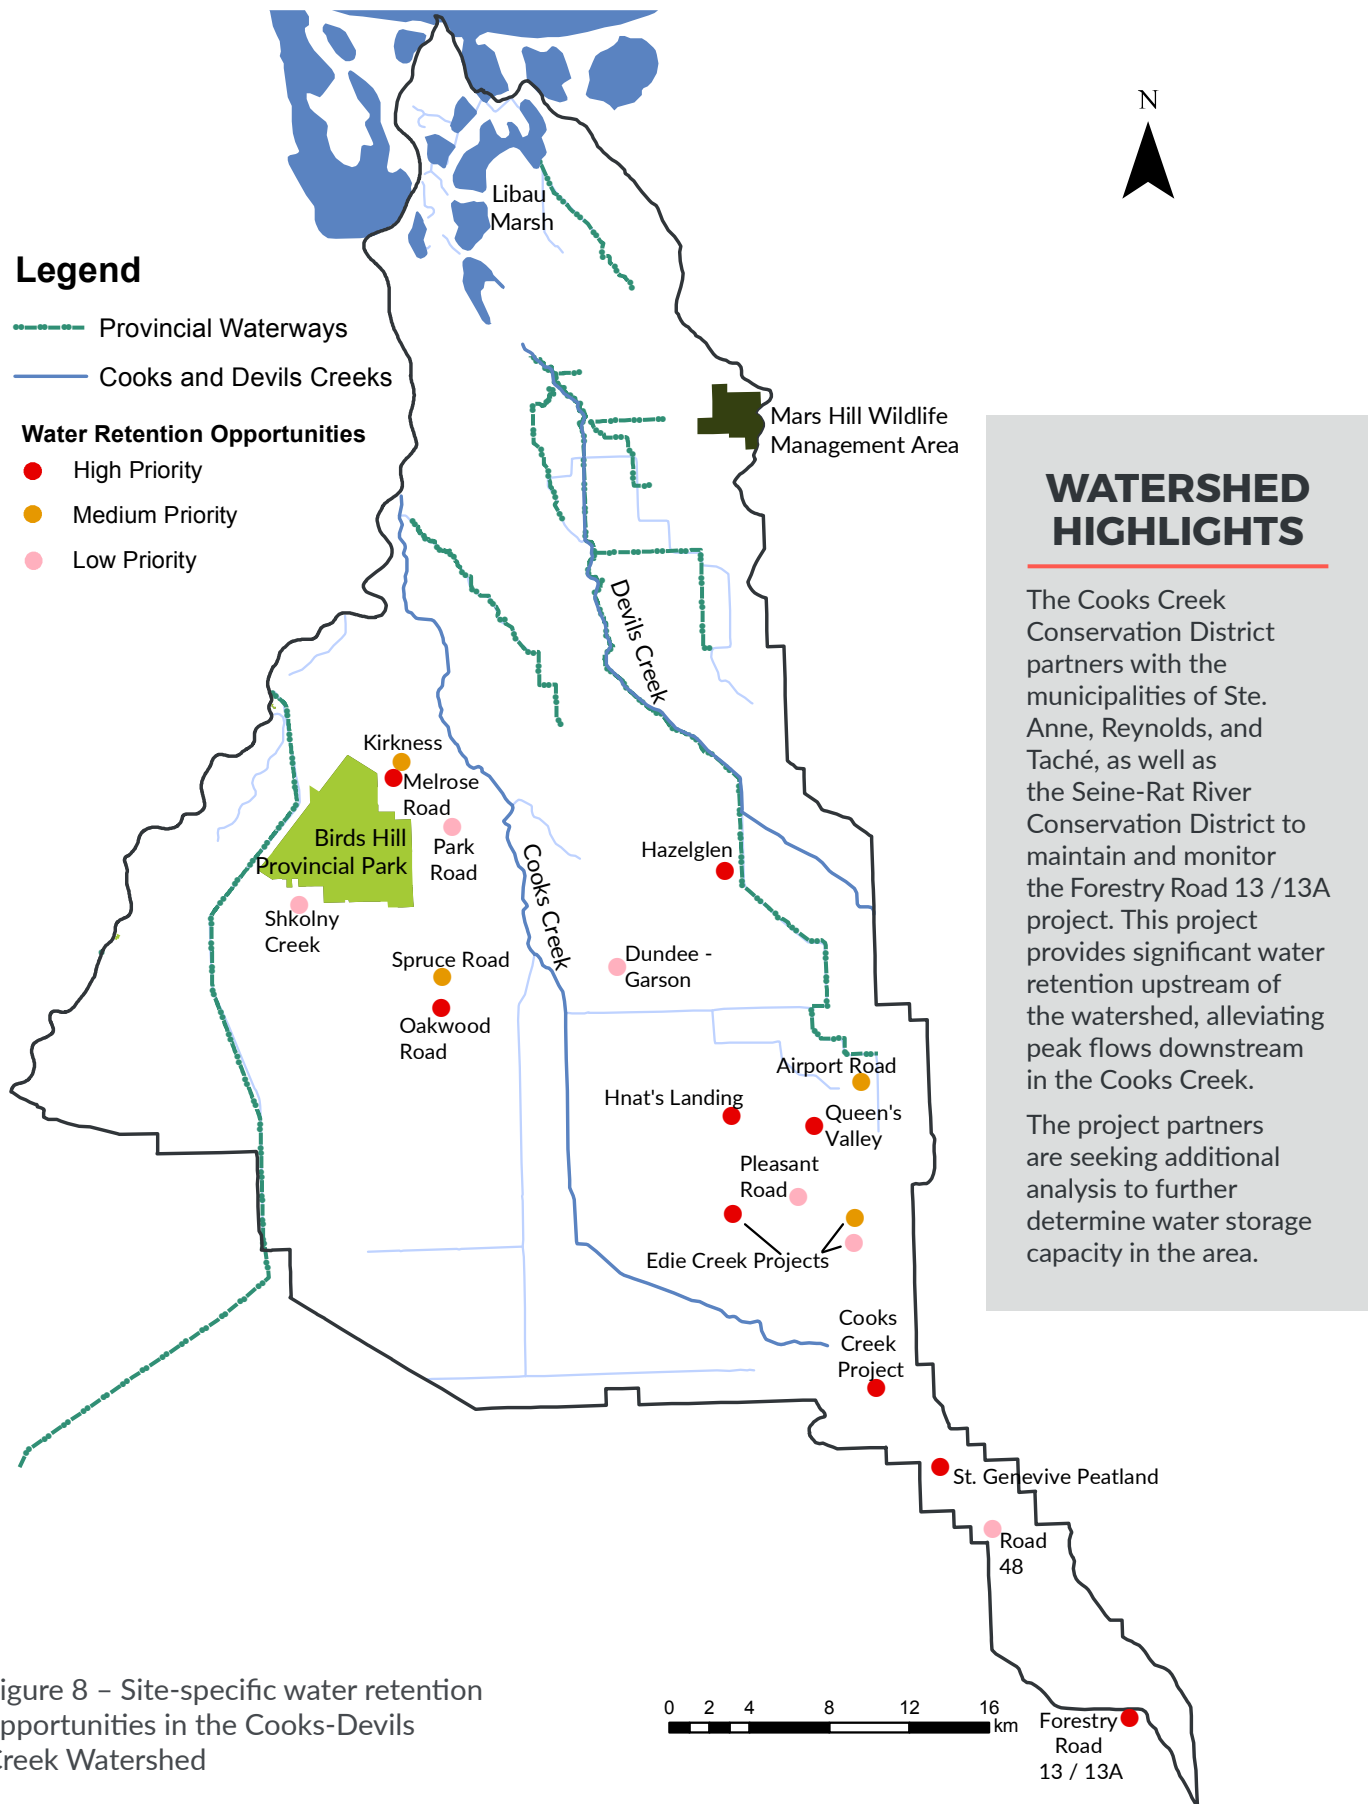 N
Libau
Marsh
Legend
Provincial Waterways
Cooks and Devils Creeks
Water Retention Opportunities
High Priority
Medium Priority
Low Priority
Mars Hill Wildlife
Management Area
Devils Creek
Kirkness
Melrose
Road
Park
Road
Birds Hill
Provincial Park
Shkolny
Creek
Cooks Creek
Hazelglen
Spruce Road
Oakwood
Road
Dundee -
Garson
Airport Road
Hnat's Landing
Queen's
Valley
Pleasant
Road
Edie Creek Projects
Cooks
Creek
Project
St. Genevive Peatland
Road
48
Forestry
Road
13 / 13A
0 2 4 8 12 16
km
WATERSHED
HIGHLIGHTS
The Cooks Creek
Conservation District
partners with the
municipalities of Ste.
Anne, Reynolds, and
Taché, as well as
the Seine-Rat River
Conservation District to
maintain and monitor
the Forestry Road 13 /13A
project. This project
provides significant water
retention upstream of
the watershed, alleviating
peak flows downstream
in the Cooks Creek.
The project partners
are seeking additional
analysis to further
determine water storage
capacity in the area.
igure 8 – Site-specific water retention
pportunities in the Cooks-Devils
reek Watershed